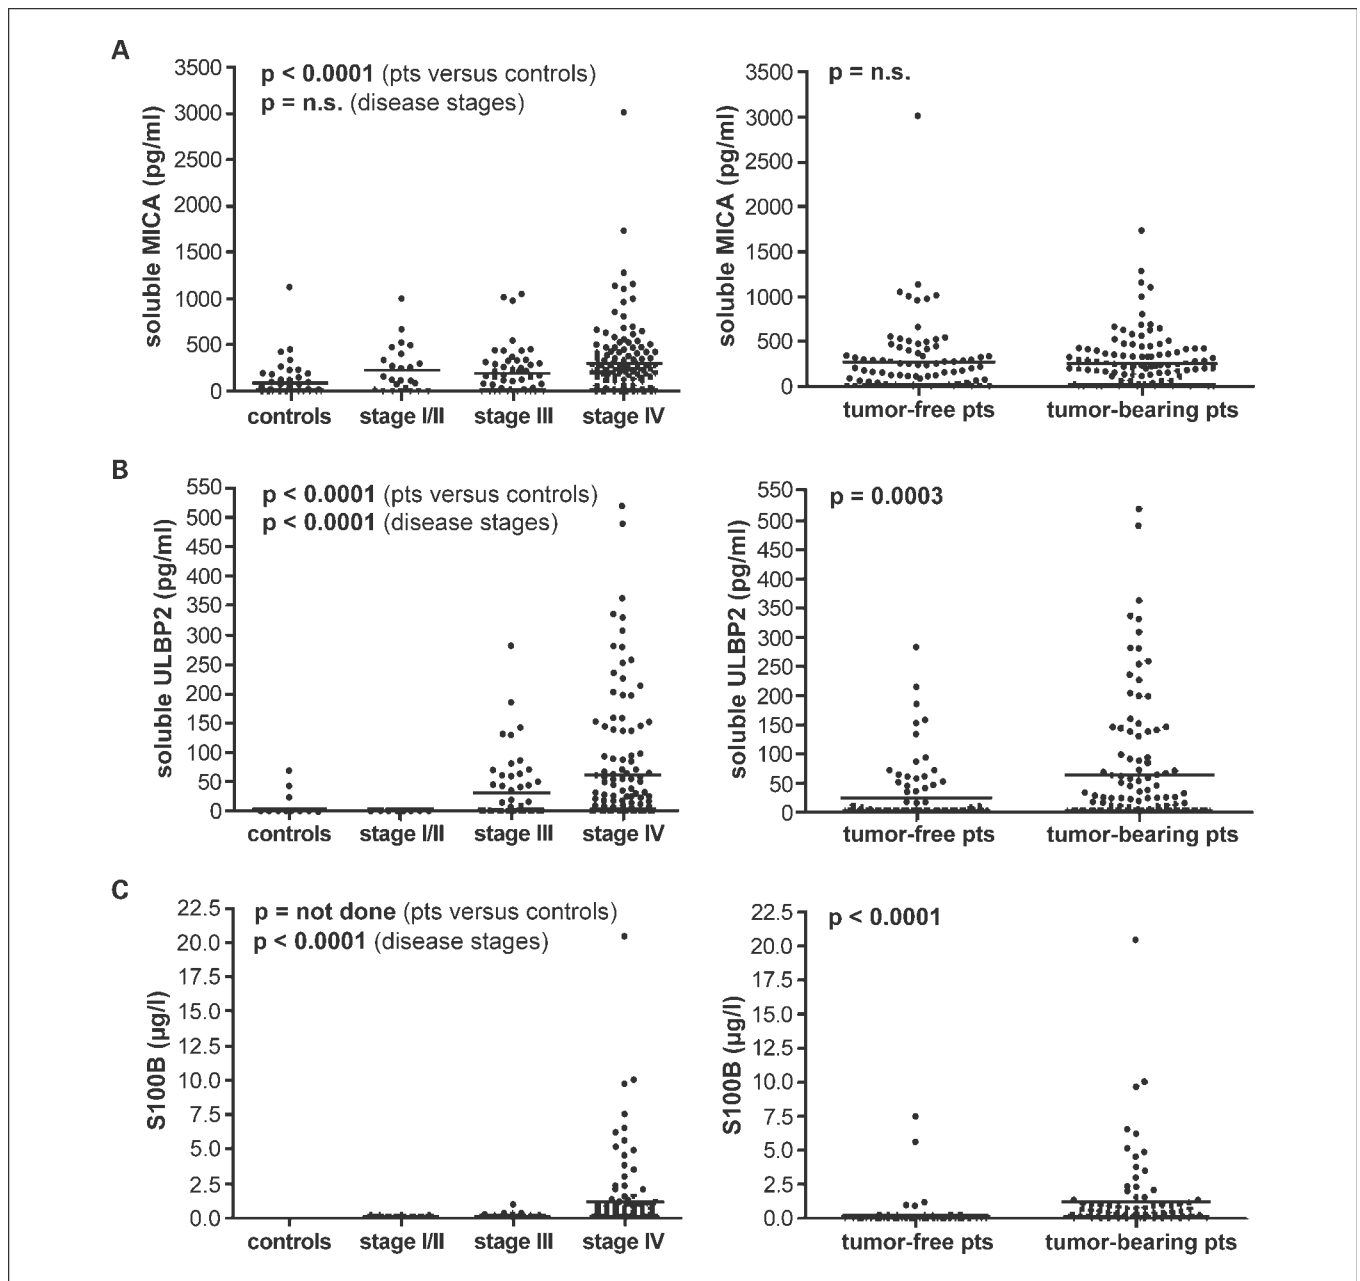 A
p < 0.0001 (pts versus controls)
p = n.s. (disease stages)
soluble MICA (pg/ml)
3500
3000
2500
2000
1500
1000
500
0
controls stage I/II stage III stage IV
p = n.s.
soluble MICA (pg/ml)
3500
3000
2500
2000
1500
1000
500
0
tumor-free pts tumor-bearing pts
B
p < 0.0001 (pts versus controls)
p < 0.0001 (disease stages)
soluble ULBP2 (pg/ml)
550
500
450
400
350
300
250
200
150
100
50
0
controls stage I/II stage III stage IV
p = 0.0003
soluble ULBP2 (pg/ml)
550
500
450
400
350
300
250
200
150
100
50
0
tumor-free pts tumor-bearing pts
C
p = not done (pts versus controls)
p < 0.0001 (disease stages)
S100B (µg/l)
22.5
20.0
17.5
15.0
12.5
10.0
7.5
5.0
2.5
0.0
controls stage I/II stage III stage IV
p < 0.0001
S100B (µg/l)
22.5
20.0
17.5
15.0
12.5
10.0
7.5
5.0
2.5
0.0
tumor-free pts tumor-bearing pts